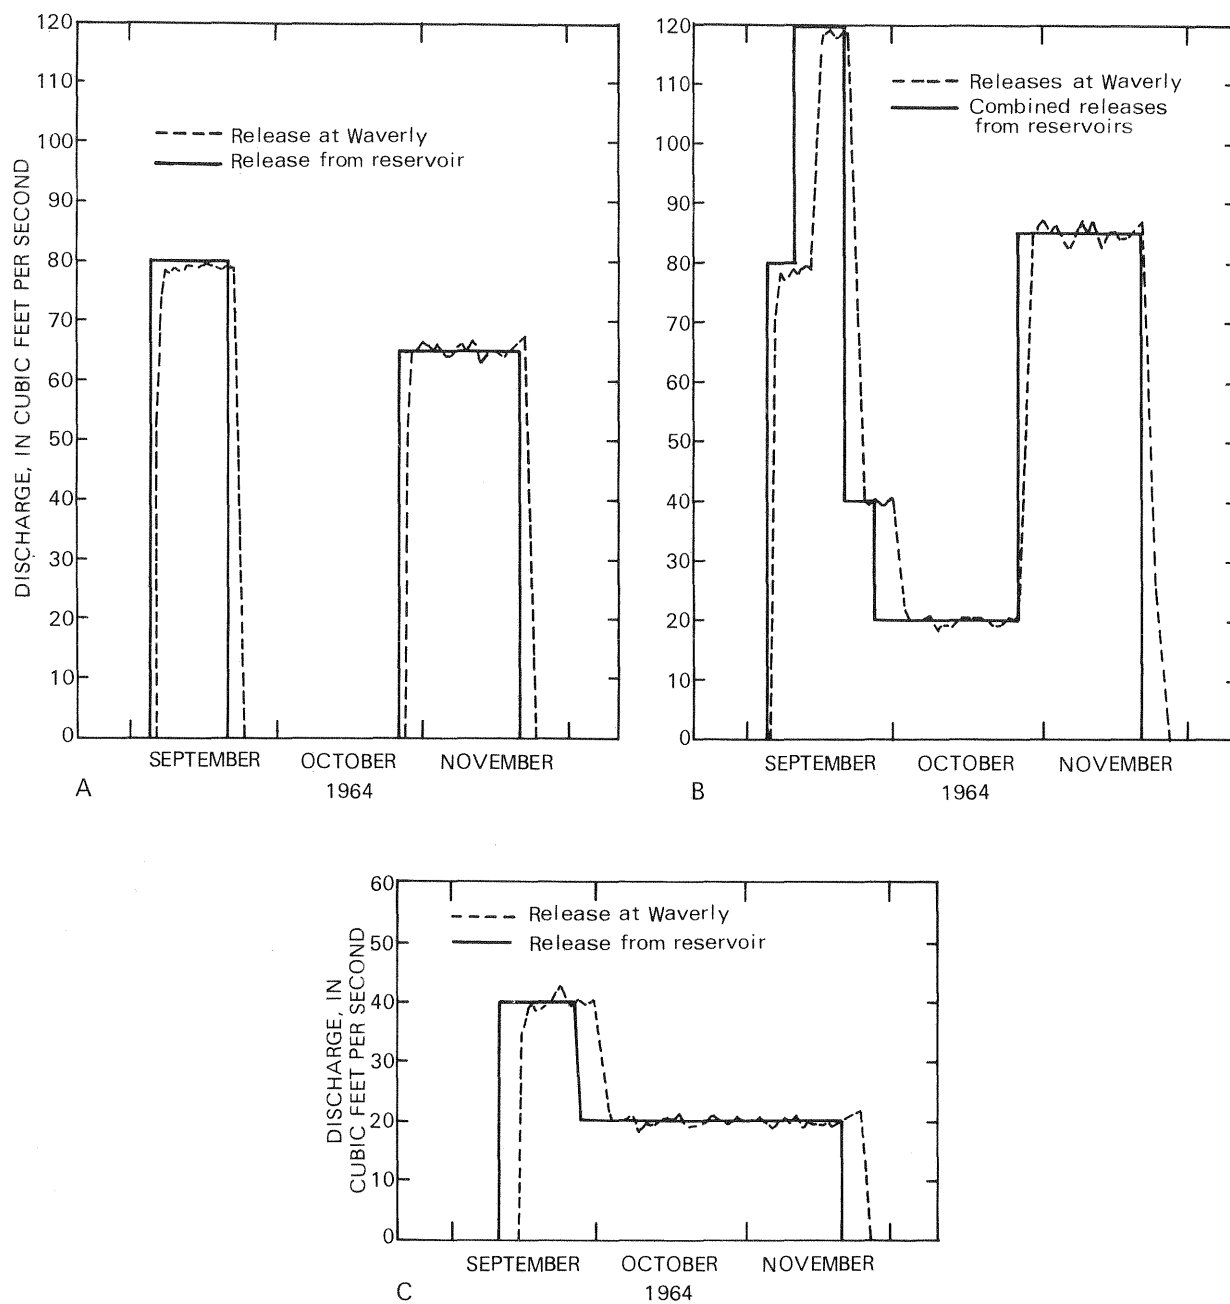 DISCHARGE, IN CUBIC FEET PER SECOND
120
110
100
90
80
70
60
50
40
30
20
10
0
Release at Waverly
Release from reservoir
SEPTEMBER OCTOBER NOVEMBER
1964
A
120
110
100
90
80
70
60
50
40
30
20
10
0
Releases at Waverly
Combined releases
from reservoirs
SEPTEMBER OCTOBER NOVEMBER
1964
B
DISCHARGE, IN
CUBIC FEET PER SECOND
60
50
40
30
20
10
0
Release at Waverly
Release from reservoir
SEPTEMBER OCTOBER NOVEMBER
1964
C